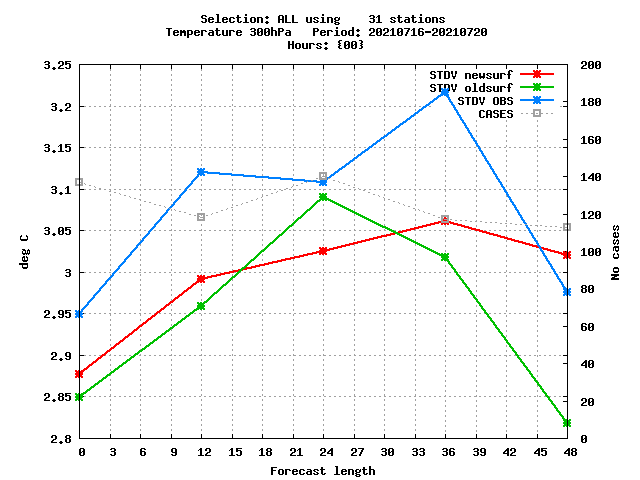 Selection: ALL using    31 stations
Temperature 300hPa   Period: 20210716-20210720
Hours: {00}
STDV newsurf
STDV oldsurf
STDV OBS
CASES
3.25
3.2
3.15
3.1
3.05
3
2.95
2.9
2.85
2.8
200
180
160
140
120
100
80
60
40
20
0
deg C
No cases
0 3 6 9 12 15 18 21 24 27 30 33 36 39 42 45 48
Forecast length